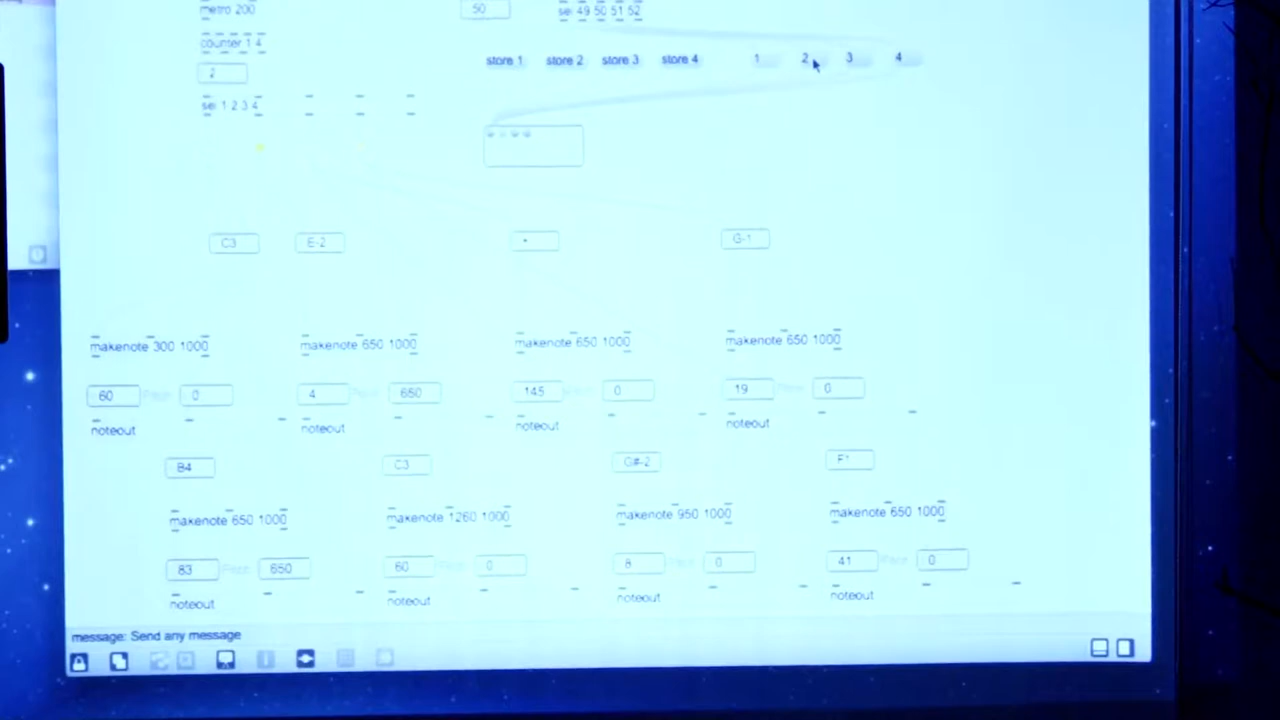 metro 200
50
sel 49 50 51 52
counter 1 4
store 1 store 2 store 3 store 4 1 2 3 4
2
sel 1 2 3 4
C3 E-2 G-1
makenote 300 1000 makenote 650 1000 makenote 650 1000 makenote 650 1000
60 0 4 650 145 0 19 0
noteout noteout noteout noteout
B4 C3 G#-2
makenote 650 1000 makenote 1260 1000 makenote 950 1000 makenote 650 1000
83 650 60 0 8 0 41 0
noteout noteout noteout noteout
message: Send any message